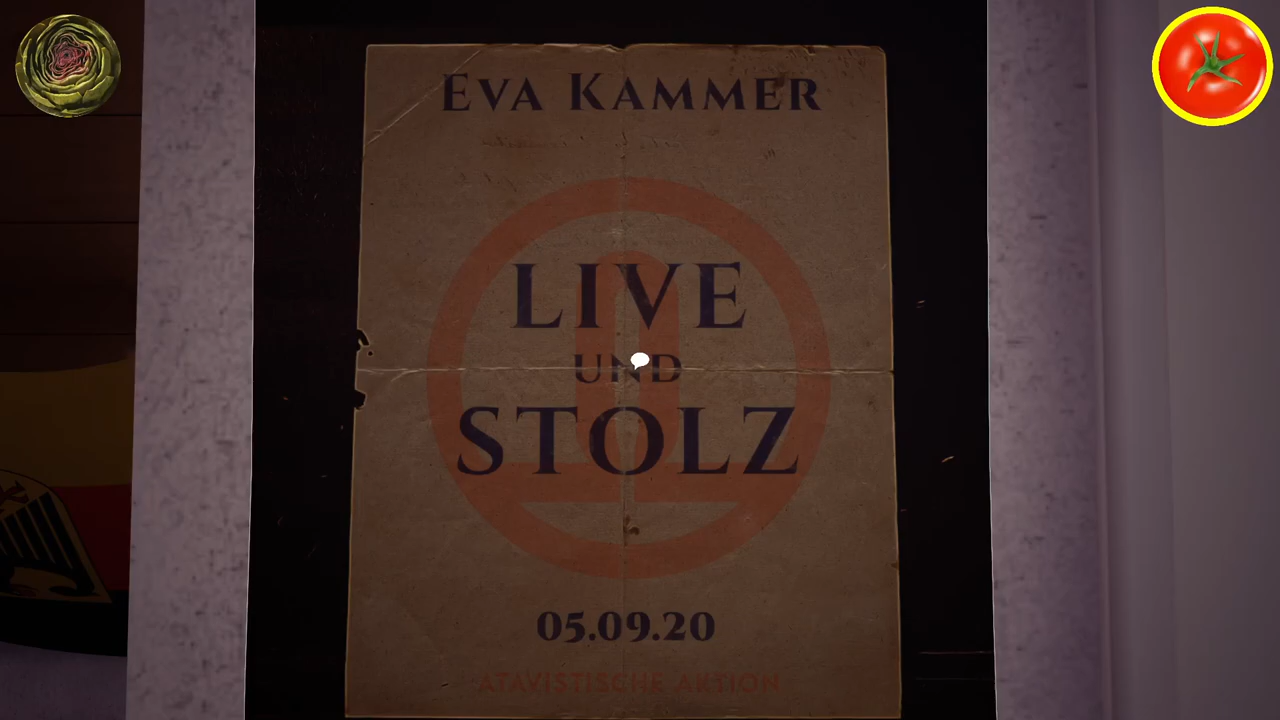 EVA KAMMER
LIVE
UND
STOLZ
05.09.20
ATAVISTISCHE AKTION